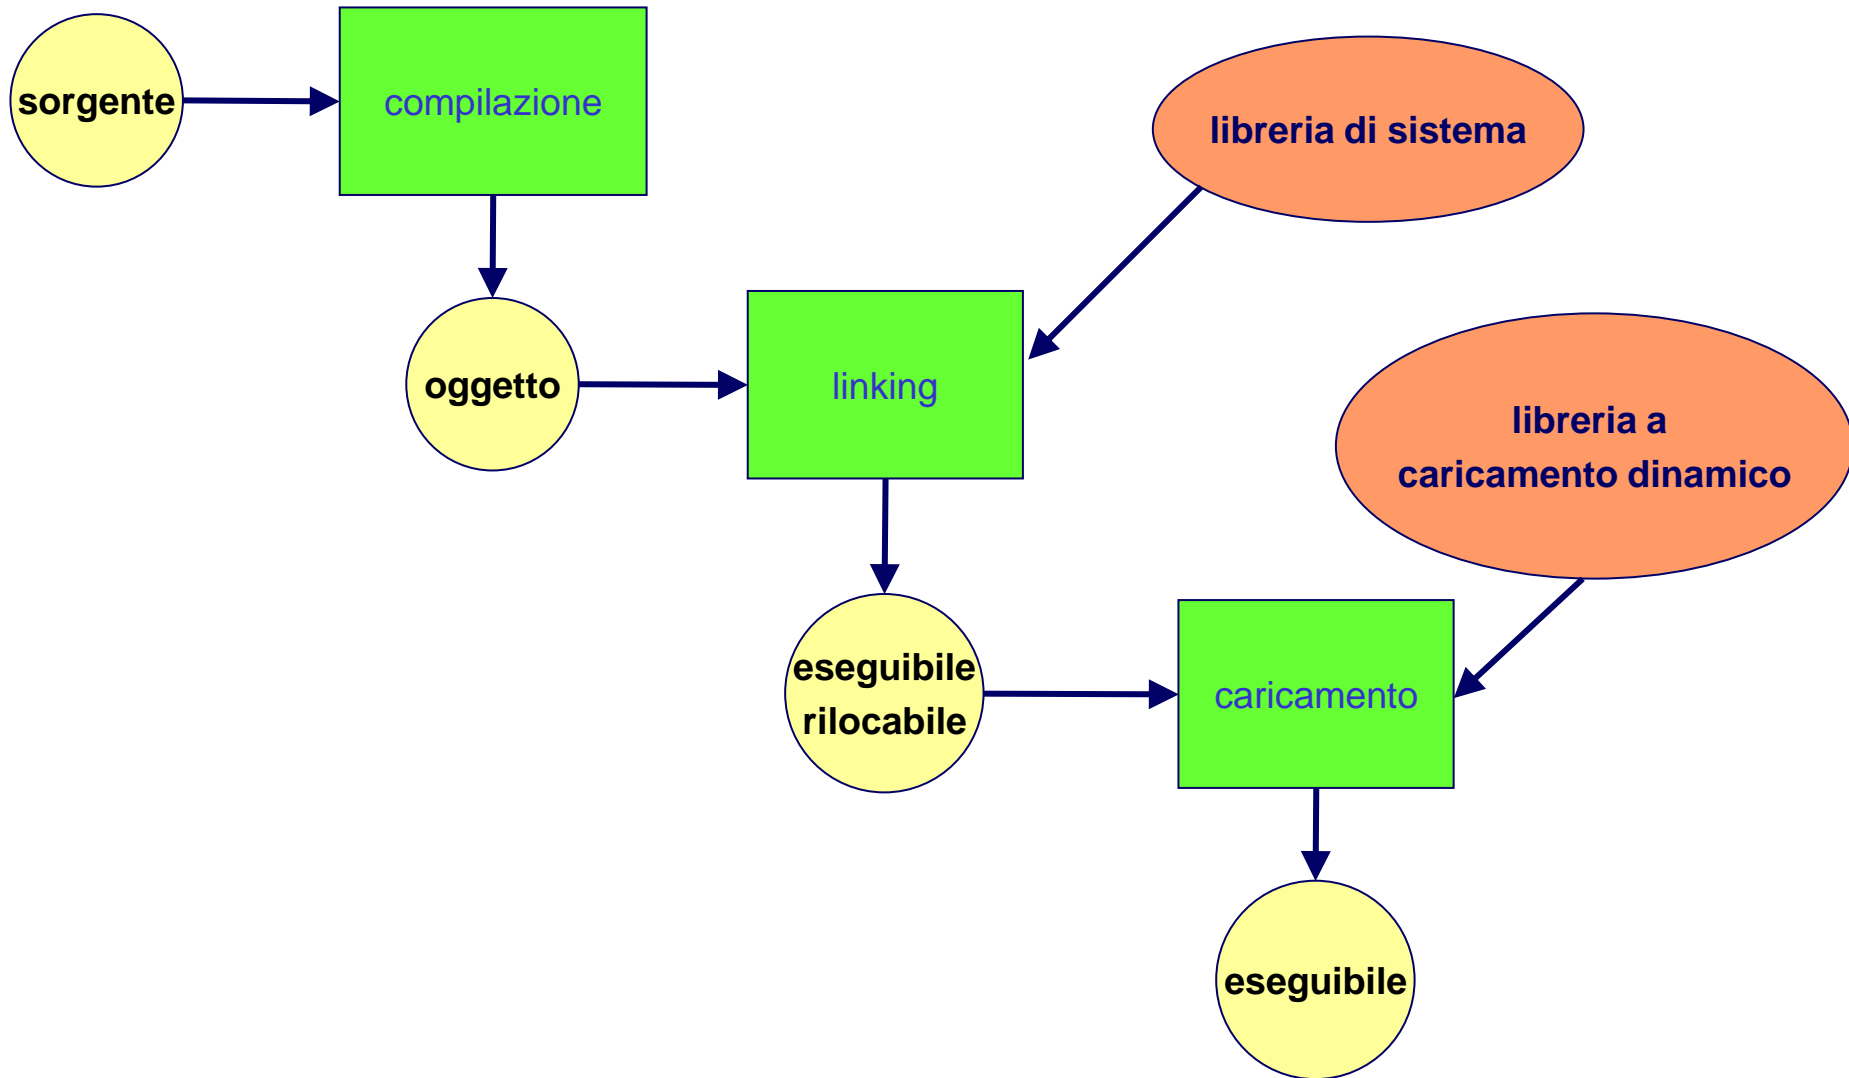 sorgente
compilazione
libreria di sistema
oggetto
linking
libreria a
caricamento dinamico
eseguibile
rilocabile
caricamento
eseguibile